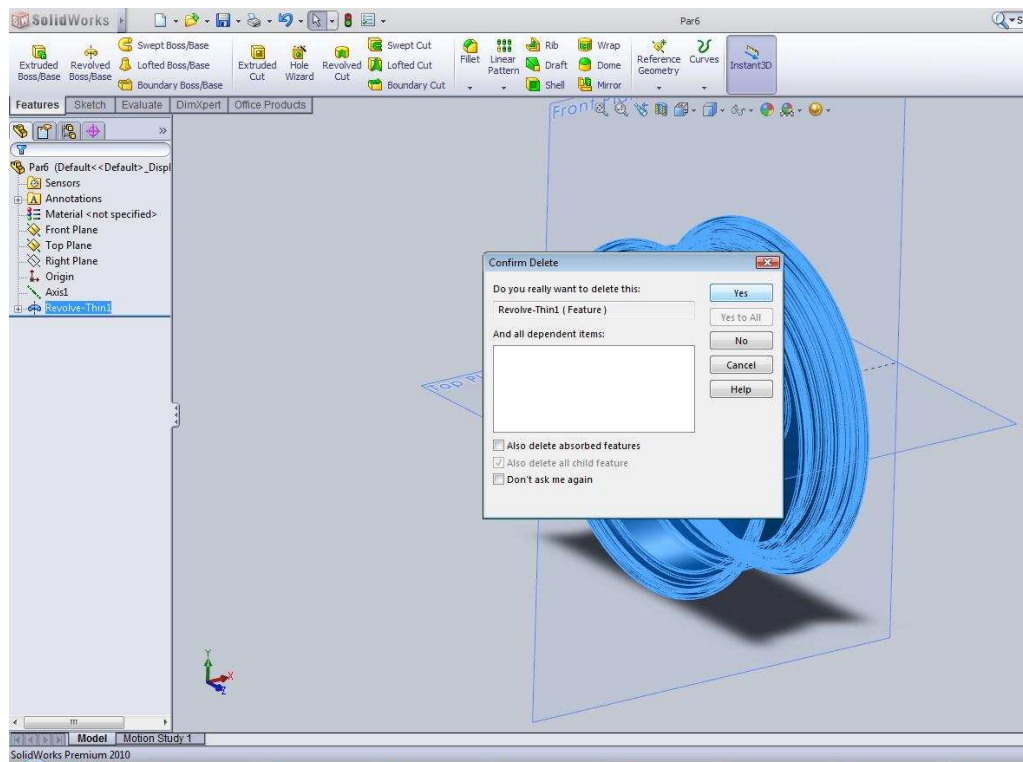 SolidWorks
Par6
Extruded Boss/Base
Revolved Boss/Base
Swept Boss/Base
Lofted Boss/Base
Boundary Boss/Base
Extruded Cut
Hole Wizard
Revolved Cut
Swept Cut
Lofted Cut
Boundary Cut
Fillet
Linear Pattern
Rib
Draft
Shell
Wrap
Dome
Mirror
Reference Geometry
Curves
Instant3D
Features
Sketch
Evaluate
DimXpert
Office Products
Par6 (Default<<Default>_Displ
Sensors
Annotations
Material <not specified>
Front Plane
Top Plane
Right Plane
Origin
Axis1
Revolve-Thin1
Front
Top
Confirm Delete
Do you really want to delete this:
Revolve-Thin1 ( Feature )
And all dependent items:
Also delete absorbed features
Also delete all child feature
Don't ask me again
Yes
Yes to All
No
Cancel
Help
Y
X
Z
Model
Motion Study 1
SolidWorks Premium 2010